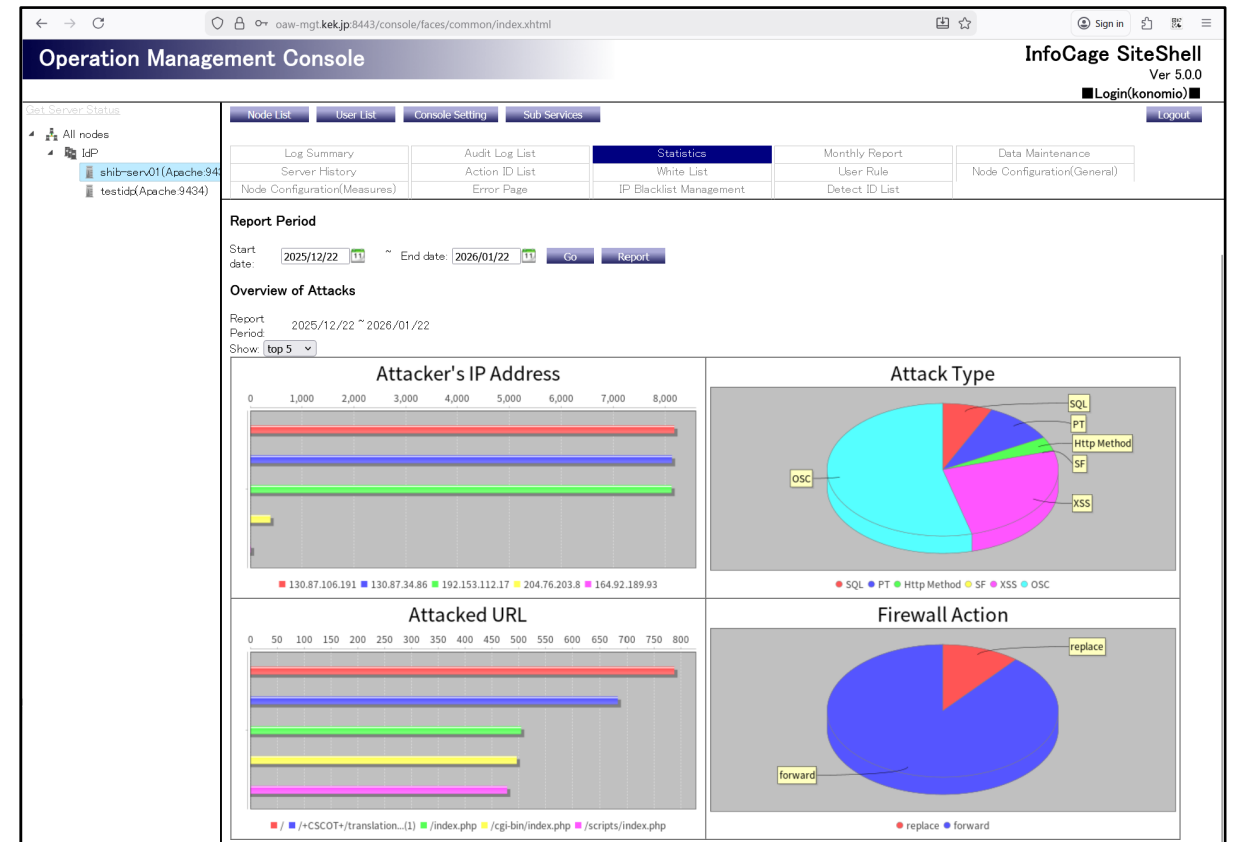 oaw-mgt.kek.jp:8443/console/faces/common/index.xhtml
Sign in
Operation Management Console
InfoCage SiteShell
Ver 5.0.0
■Login(konomio)■
Get Server Status
Node List User List Console Setting Sub Services Logout
All nodes
IdP
shib-serv01(Apache:943
testidp(Apache:9434)
Log Summary Audit Log List Statistics Monthly Report Data Maintenance
Server History Action ID List White List User Rule Node Configuration(General)
Node Configuration(Measures) Error Page IP Blacklist Management Detect ID List
Report Period
Start date: 2025/12/22 ~ End date: 2026/01/22 Go Report
Overview of Attacks
Report Period: 2025/12/22 ~ 2026/01/22
Show: top 5
Attacker's IP Address
0 1,000 2,000 3,000 4,000 5,000 6,000 7,000 8,000
130.87.106.191 130.87.34.86 192.153.112.17 204.76.203.8 164.92.189.93
Attack Type
SQL
PT
Http Method
SF
OSC
XSS
SQL PT Http Method SF XSS OSC
Attacked URL
0 50 100 150 200 250 300 350 400 450 500 550 600 650 700 750 800
/ /+CSCOT+/translation...(1) /index.php /cgi-bin/index.php /scripts/index.php
Firewall Action
replace
forward
replace forward